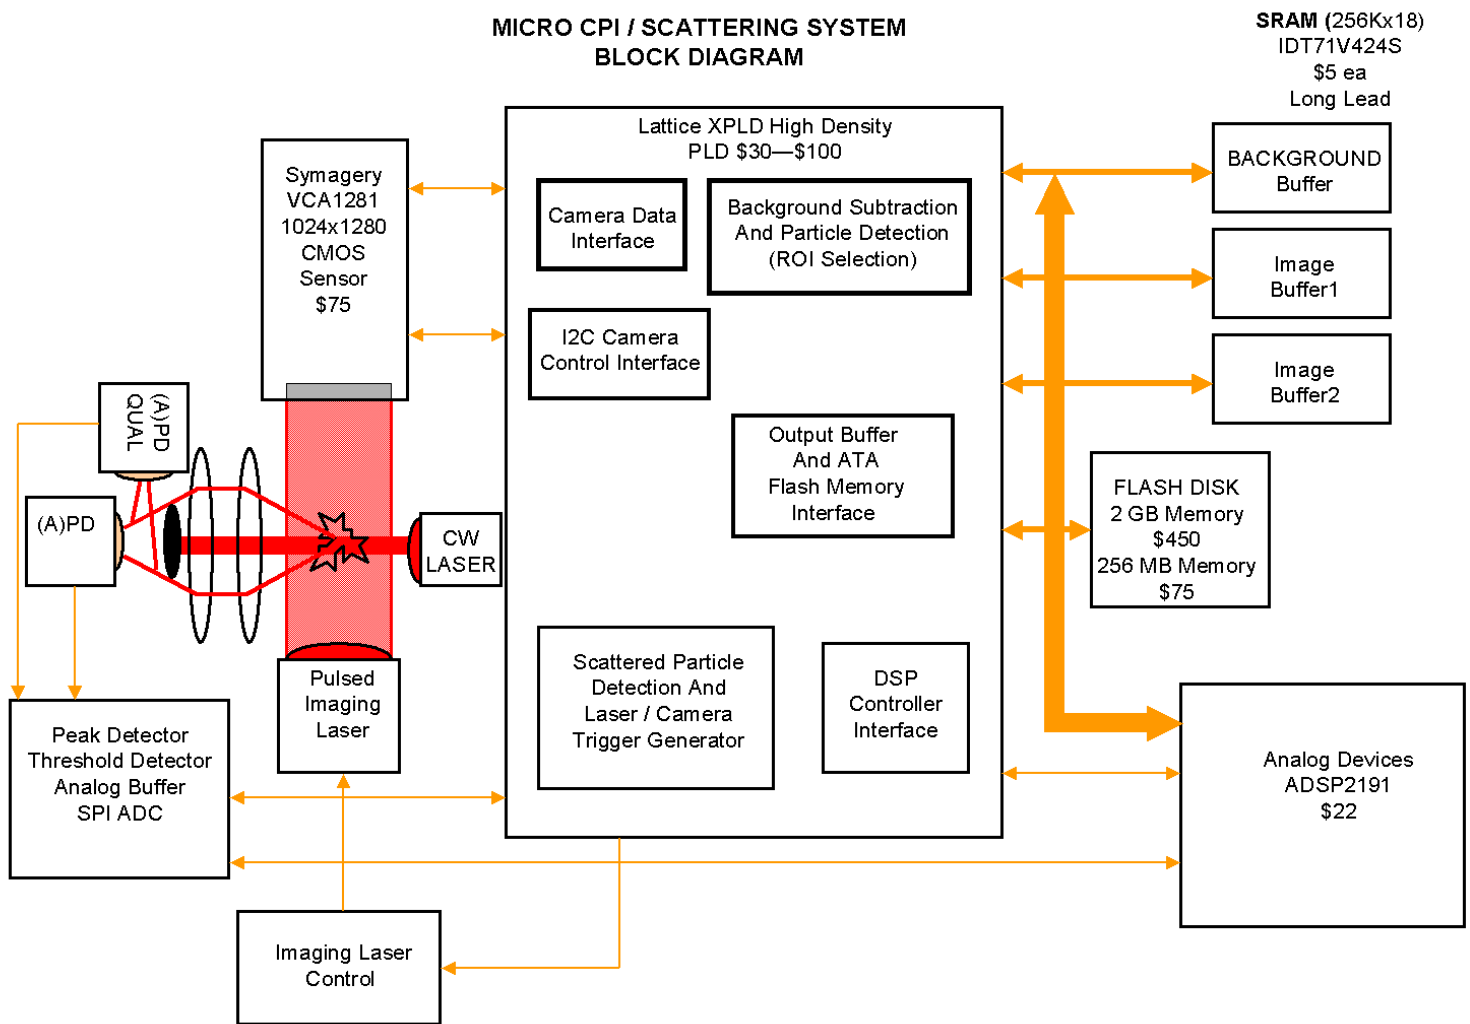 MICRO CPI / SCATTERING SYSTEM
BLOCK DIAGRAM
SRAM (256Kx18)
IDT71V424S
$5 ea
Long Lead
Lattice XPLD High Density
PLD $30—$100
Symagery
VCA1281
1024x1280
CMOS
Sensor
$75
Camera Data
Interface
Background Subtraction
And Particle Detection
(ROI Selection)
BACKGROUND
Buffer
Image
Buffer1
I2C Camera
Control Interface
Image
Buffer2
(A)PD
QUAL
Output Buffer
And ATA
Flash Memory
Interface
FLASH DISK
2 GB Memory
$450
256 MB Memory
$75
(A)PD
CW
LASER
Pulsed
Imaging
Laser
Scattered Particle
Detection And
Laser / Camera
Trigger Generator
DSP
Controller
Interface
Peak Detector
Threshold Detector
Analog Buffer
SPI ADC
Analog Devices
ADSP2191
$22
Imaging Laser
Control